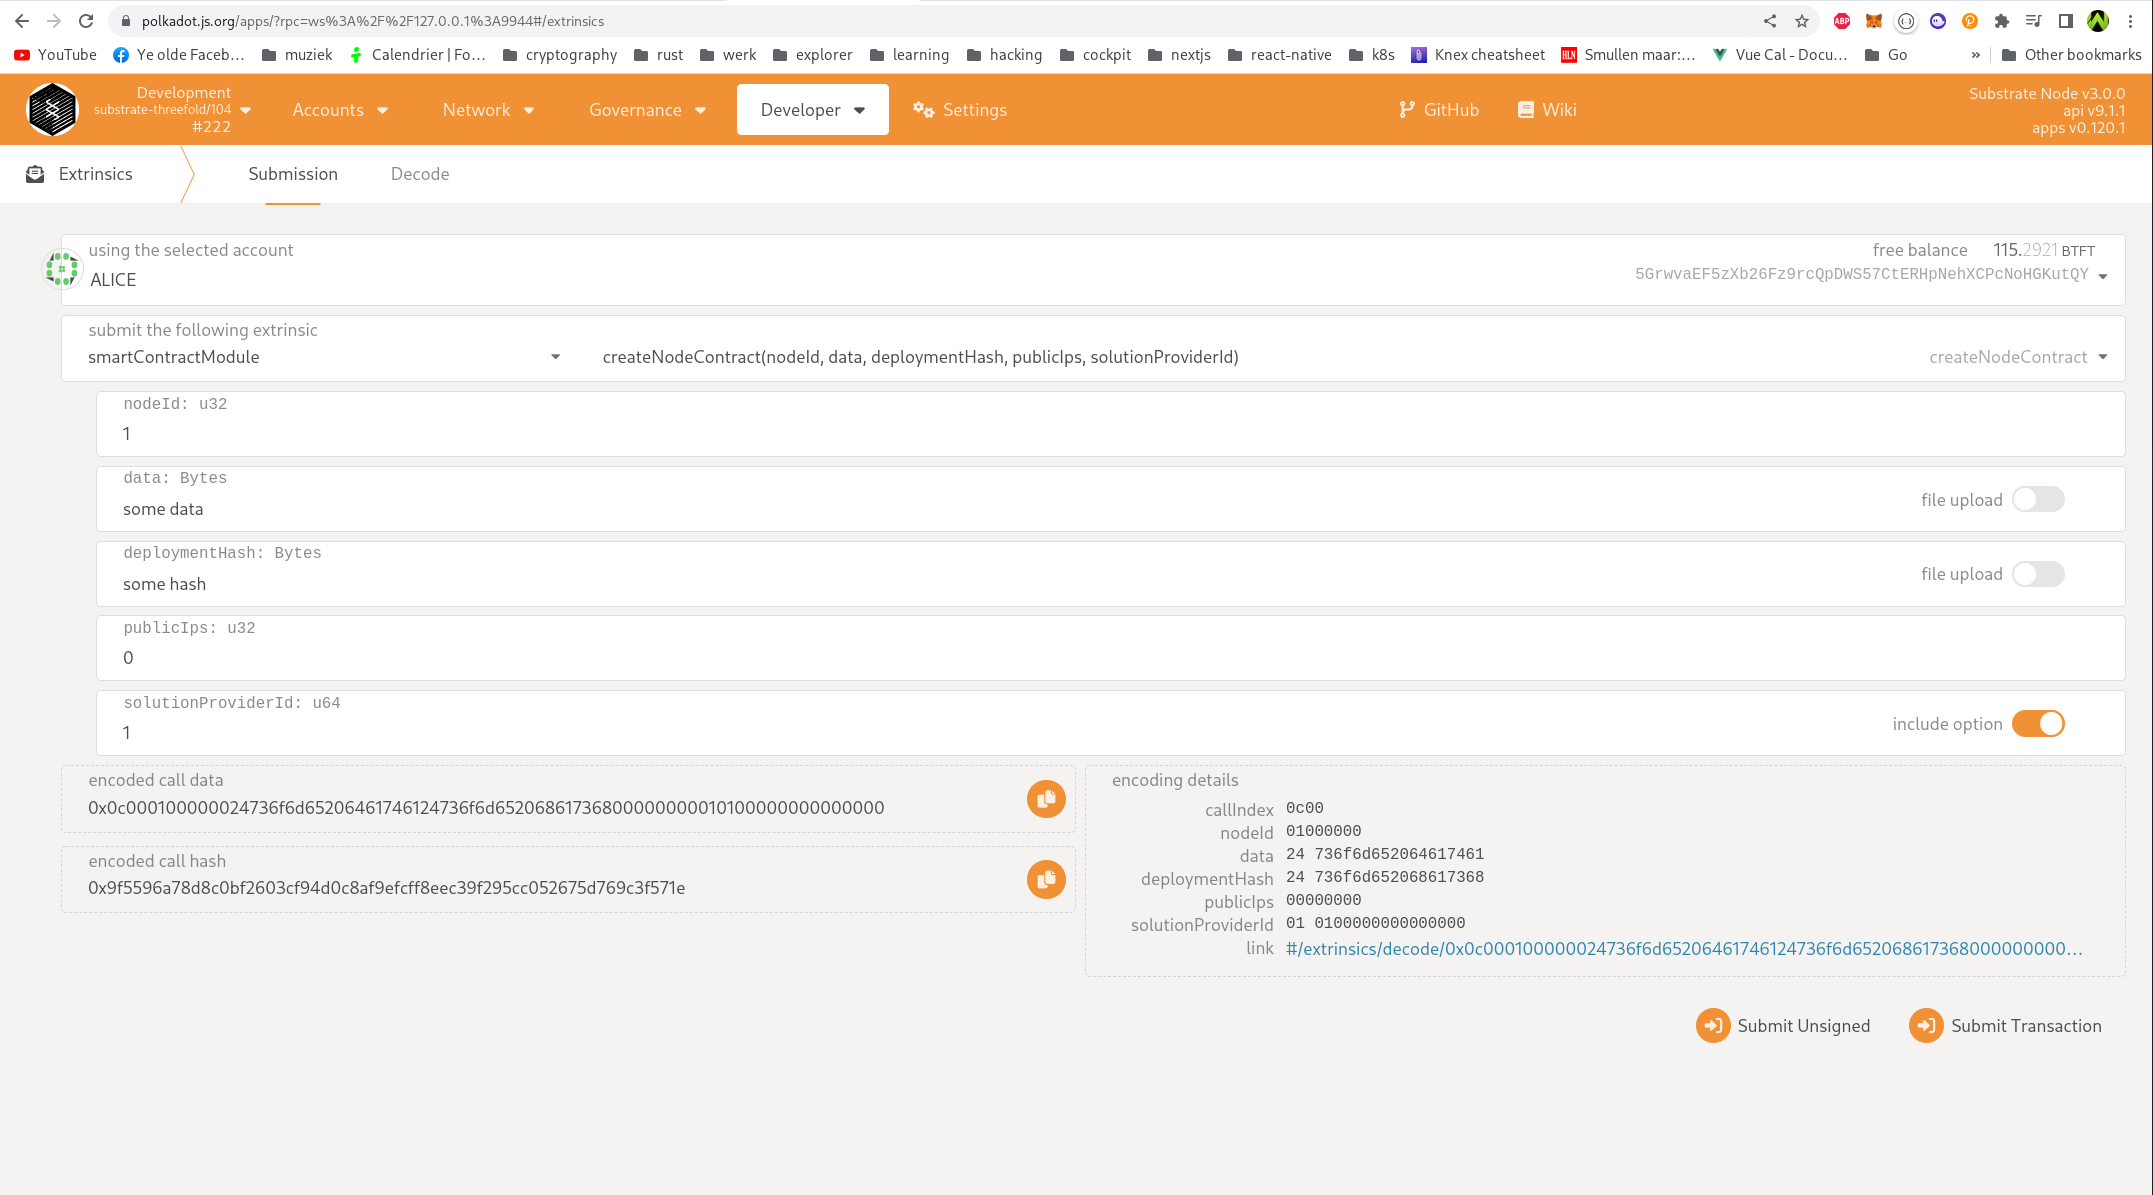 polkadot.js.org/apps/?rpc=ws%3A%2F%2F127.0.0.1%3A9944#/extrinsics
ABP
YouTube Ye olde Faceb… muziek Calendrier | Fo… cryptography rust werk explorer learning hacking cockpit nextjs react-native k8s Knex cheatsheet HLN Smullen maar:… Vue Cal - Docu… Go » Other bookmarks
Development
substrate-threefold/104
#222
Accounts Network Governance Developer Settings GitHub Wiki
Substrate Node v3.0.0
api v9.1.1
apps v0.120.1
Extrinsics Submission Decode
using the selected account
ALICE
free balance 115.2921 BTFT
5GrwvaEF5zXb26Fz9rcQpDWS57CtERHpNehXCPcNoHGKutQY
submit the following extrinsic
smartContractModule createNodeContract(nodeId, data, deploymentHash, publicIps, solutionProviderId) createNodeContract
nodeId: u32
1
data: Bytes
some data
file upload
deploymentHash: Bytes
some hash
file upload
publicIps: u32
0
solutionProviderId: u64
1
include option
encoded call data
0x0c000100000024736f6d65206461746124736f6d65206861736800000000010100000000000000
encoded call hash
0x9f5596a78d8c0bf2603cf94d0c8af9efcff8eec39f295cc052675d769c3f571e
encoding details
callIndex 0c00
nodeId 01000000
data 24 736f6d652064617461
deploymentHash 24 736f6d652068617368
publicIps 00000000
solutionProviderId 01 0100000000000000
link #/extrinsics/decode/0x0c000100000024736f6d65206461746124736f6d652068617368000000000…
Submit Unsigned Submit Transaction